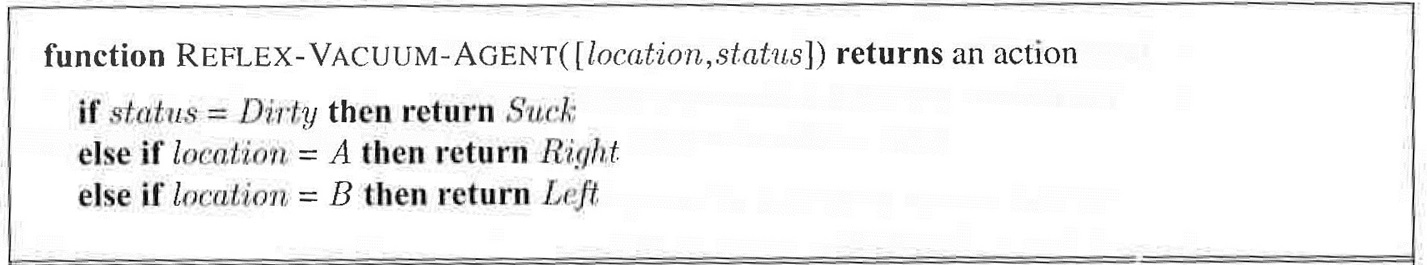 function REFLEX-VACUUM-AGENT([location,status]) returns an action
if status = Dirty then return Suck
else if location = A then return Right
else if location = B then return Left